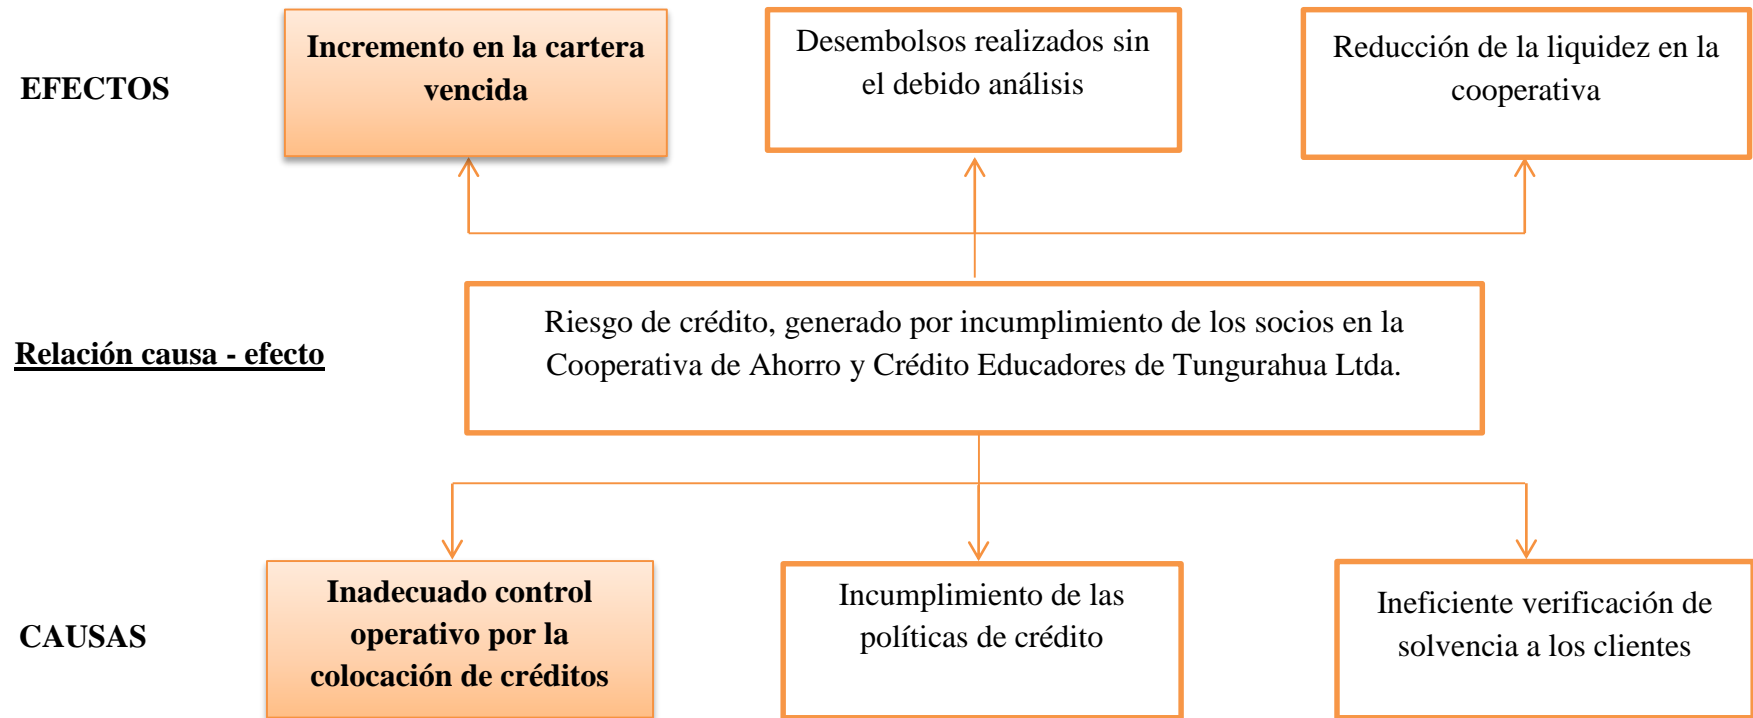 EFECTOS
Incremento en la cartera
vencida
Desembolsos realizados sin
el debido análisis
Reducción de la liquidez en la
cooperativa
Relación causa - efecto
Riesgo de crédito, generado por incumplimiento de los socios en la
Cooperativa de Ahorro y Crédito Educadores de Tungurahua Ltda.
CAUSAS
Inadecuado control
operativo por la
colocación de créditos
Incumplimiento de las
políticas de crédito
Ineficiente verificación de
solvencia a los clientes